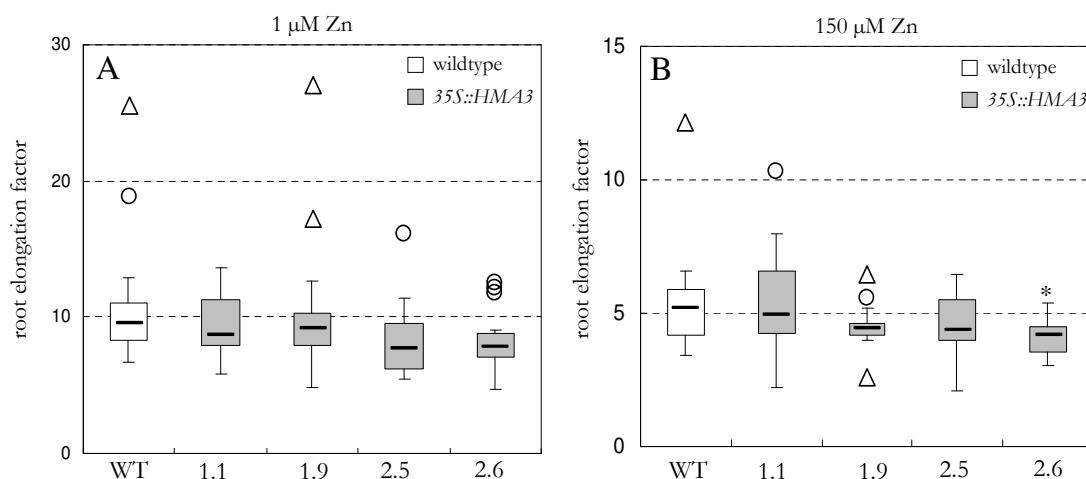 1 μM Zn
A
wildtype
35S::HMA3
root elongation factor
30
20
10
0
WT 1.1 1.9 2.5 2.6
150 μM Zn
B
wildtype
35S::HMA3
root elongation factor
15
10
5
0
*
WT 1.1 1.9 2.5 2.6